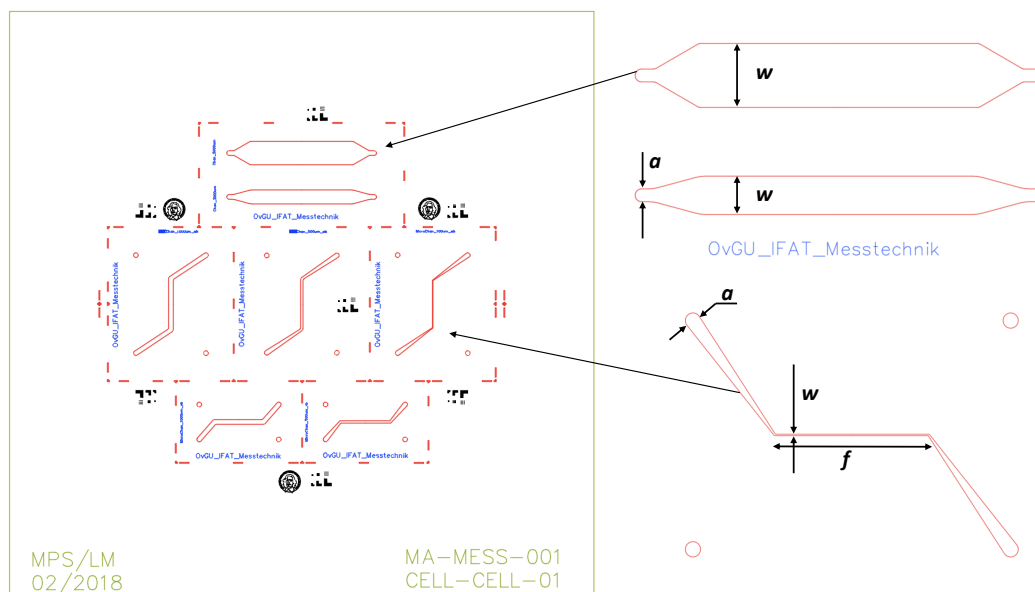 w
a
w
OvGU_IFAT_Messtechnik
a
w
f
OvGU_IFAT_Messtechnik
OvGU_IFAT_Messtechnik
OvGU_IFAT_Messtechnik
OvGU_IFAT_Messtechnik
OvGU_IFAT_Messtechnik
OvGU_IFAT_Messtechnik
MPS/LM
02/2018
MA-MESS-001
CELL-CELL-01